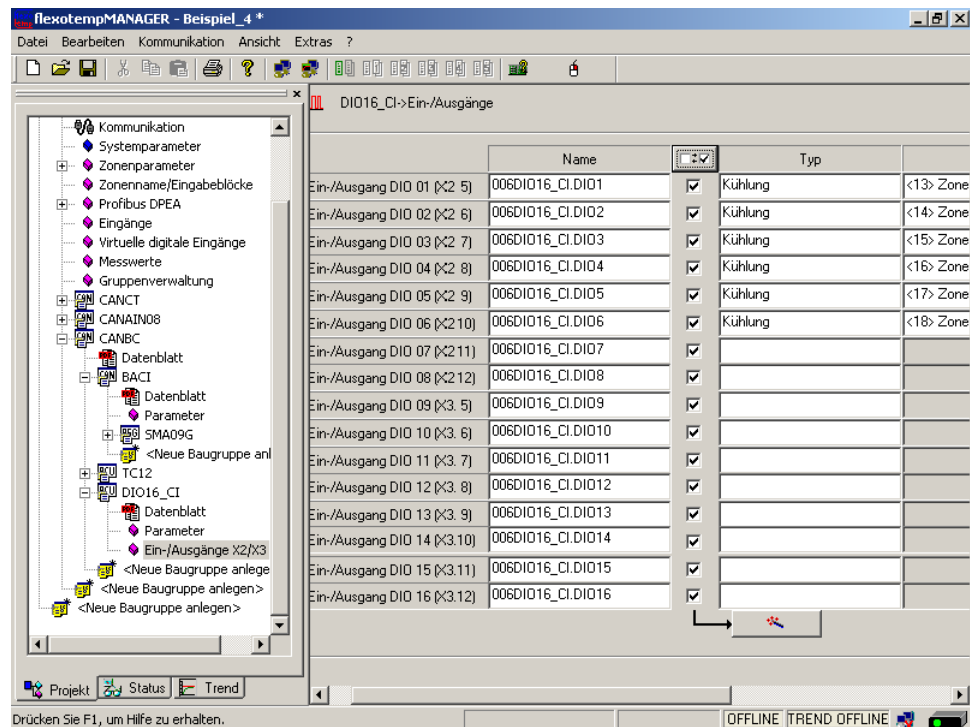 flexotempMANAGER - Beispiel_4 *
Datei Bearbeiten Kommunikation Ansicht Extras ?
DIO16_CI->Ein-/Ausgänge
Kommunikation
Systemparameter
Zonenparameter
Zonenname/Eingabeblöcke
Profibus DPEA
Eingänge
Virtuelle digitale Eingänge
Messwerte
Gruppenverwaltung
CANCT
CANAIN08
CANBC
Datenblatt
BACI
Datenblatt
Parameter
SMA09G
<Neue Baugruppe anl
TC12
DIO16_CI
Datenblatt
Parameter
Ein-/Ausgänge X2/X3
<Neue Baugruppe anlege
<Neue Baugruppe anlegen>
<Neue Baugruppe anlegen>
Projekt Status Trend
Name Typ
Ein-/Ausgang DIO 01 (X2 5) 006DIO16_CI.DIO1 Kühlung <13> Zone
Ein-/Ausgang DIO 02 (X2 6) 006DIO16_CI.DIO2 Kühlung <14> Zone
Ein-/Ausgang DIO 03 (X2 7) 006DIO16_CI.DIO3 Kühlung <15> Zone
Ein-/Ausgang DIO 04 (X2 8) 006DIO16_CI.DIO4 Kühlung <16> Zone
Ein-/Ausgang DIO 05 (X2 9) 006DIO16_CI.DIO5 Kühlung <17> Zone
Ein-/Ausgang DIO 06 (X210) 006DIO16_CI.DIO6 Kühlung <18> Zone
Ein-/Ausgang DIO 07 (X211) 006DIO16_CI.DIO7
Ein-/Ausgang DIO 08 (X212) 006DIO16_CI.DIO8
Ein-/Ausgang DIO 09 (X3. 5) 006DIO16_CI.DIO9
Ein-/Ausgang DIO 10 (X3. 6) 006DIO16_CI.DIO10
Ein-/Ausgang DIO 11 (X3. 7) 006DIO16_CI.DIO11
Ein-/Ausgang DIO 12 (X3. 8) 006DIO16_CI.DIO12
Ein-/Ausgang DIO 13 (X3. 9) 006DIO16_CI.DIO13
Ein-/Ausgang DIO 14 (X3.10) 006DIO16_CI.DIO14
Ein-/Ausgang DIO 15 (X3.11) 006DIO16_CI.DIO15
Ein-/Ausgang DIO 16 (X3.12) 006DIO16_CI.DIO16
Drücken Sie F1, um Hilfe zu erhalten. OFFLINE TREND OFFLINE